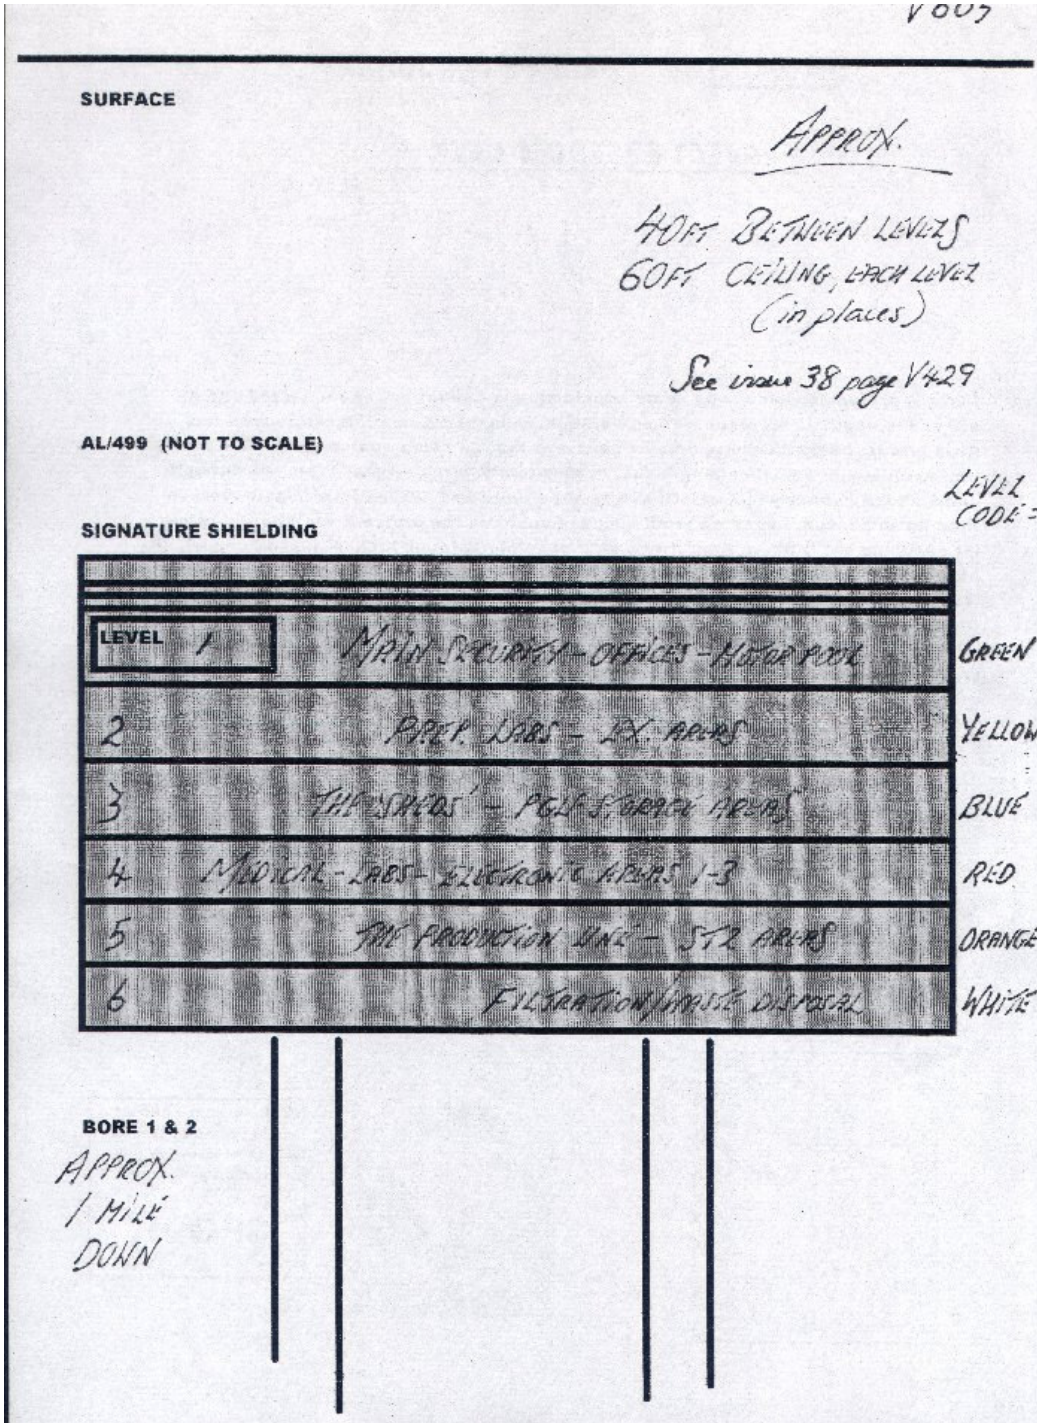 V605
SURFACE
APPROX.
40FT BETWEEN LEVELS
60FT CEILING, EACH LEVEL
(in places)
See issue 38 page V429
AL/499 (NOT TO SCALE)
LEVEL
CODE =
SIGNATURE SHIELDING
LEVEL 1 MAIN SECURITY - OFFICES - MOTOR POOL GREEN
2 PREP. LABS - EX. AREAS YELLOW
3 THE 'SHEDS' - PGLF STORAGE AREAS BLUE
4 MEDICAL - LABS - ELECTRONIC AREAS 1-3 RED
5 THE PRODUCTION LINE - ST2 AREAS ORANGE
6 FILTRATION/WASTE DISPOSAL WHITE
BORE 1 & 2
APPROX.
1 MILE
DOWN